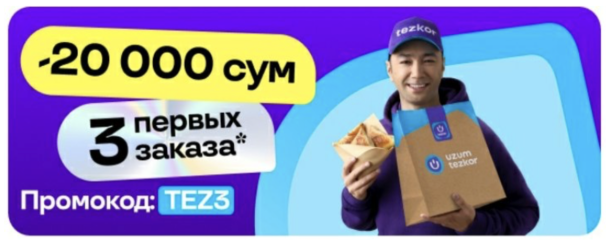 -20 000 сум
3 первых
заказа*
Промокод: TEZ3
tezkor
uzum
tezkor